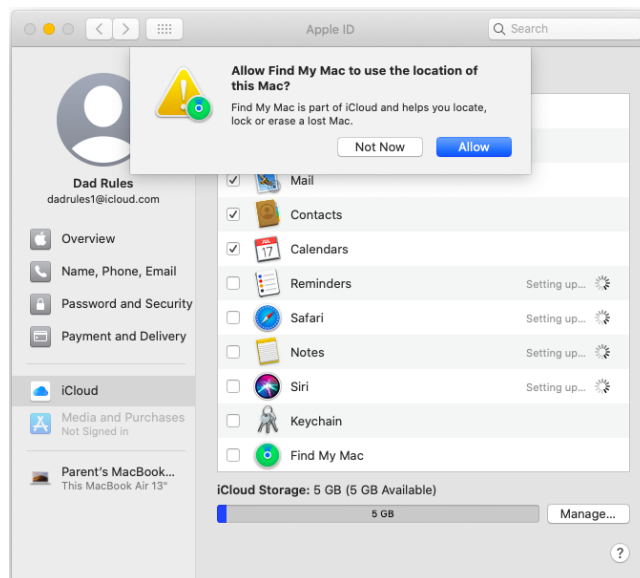 Apple ID
Search
Allow Find My Mac to use the location of
this Mac?
Find My Mac is part of iCloud and helps you locate,
lock or erase a lost Mac.
Not Now
Allow
Dad Rules
dadrules1@icloud.com
Overview
Name, Phone, Email
Password and Security
Payment and Delivery
iCloud
Media and Purchases
Not Signed in
Parent's MacBook...
This MacBook Air 13"
Mail
Contacts
JUL
17
Calendars
Reminders
Setting up...
Safari
Setting up...
Notes
Setting up...
Siri
Setting up...
Keychain
Find My Mac
iCloud Storage: 5 GB (5 GB Available)
5 GB
Manage...
?